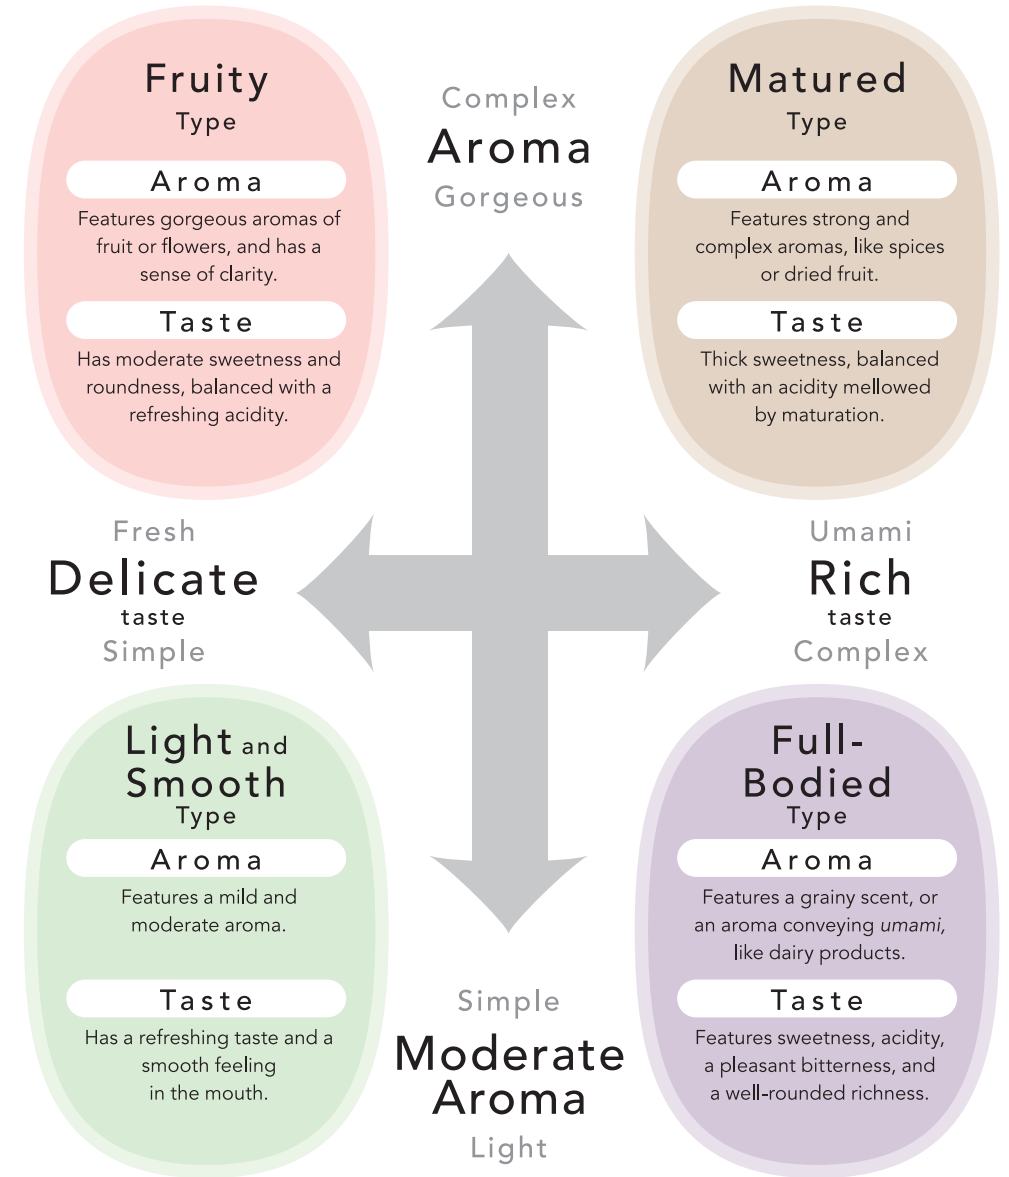 Fruity
Type
Aroma
Features gorgeous aromas of
fruit or flowers, and has a
sense of clarity.
Taste
Has moderate sweetness and
roundness, balanced with a
refreshing acidity.
Complex
Aroma
Gorgeous
Matured
Type
Aroma
Features strong and
complex aromas, like spices
or dried fruit.
Taste
Thick sweetness, balanced
with an acidity mellowed
by maturation.
Fresh
Delicate
taste
Simple
Umami
Rich
taste
Complex
Light and
Smooth
Type
Aroma
Features a mild and
moderate aroma.
Taste
Has a refreshing taste and a
smooth feeling
in the mouth.
Simple
Moderate
Aroma
Light
Full-
Bodied
Type
Aroma
Features a grainy scent, or
an aroma conveying umami,
like dairy products.
Taste
Features sweetness, acidity,
a pleasant bitterness, and
a well-rounded richness.